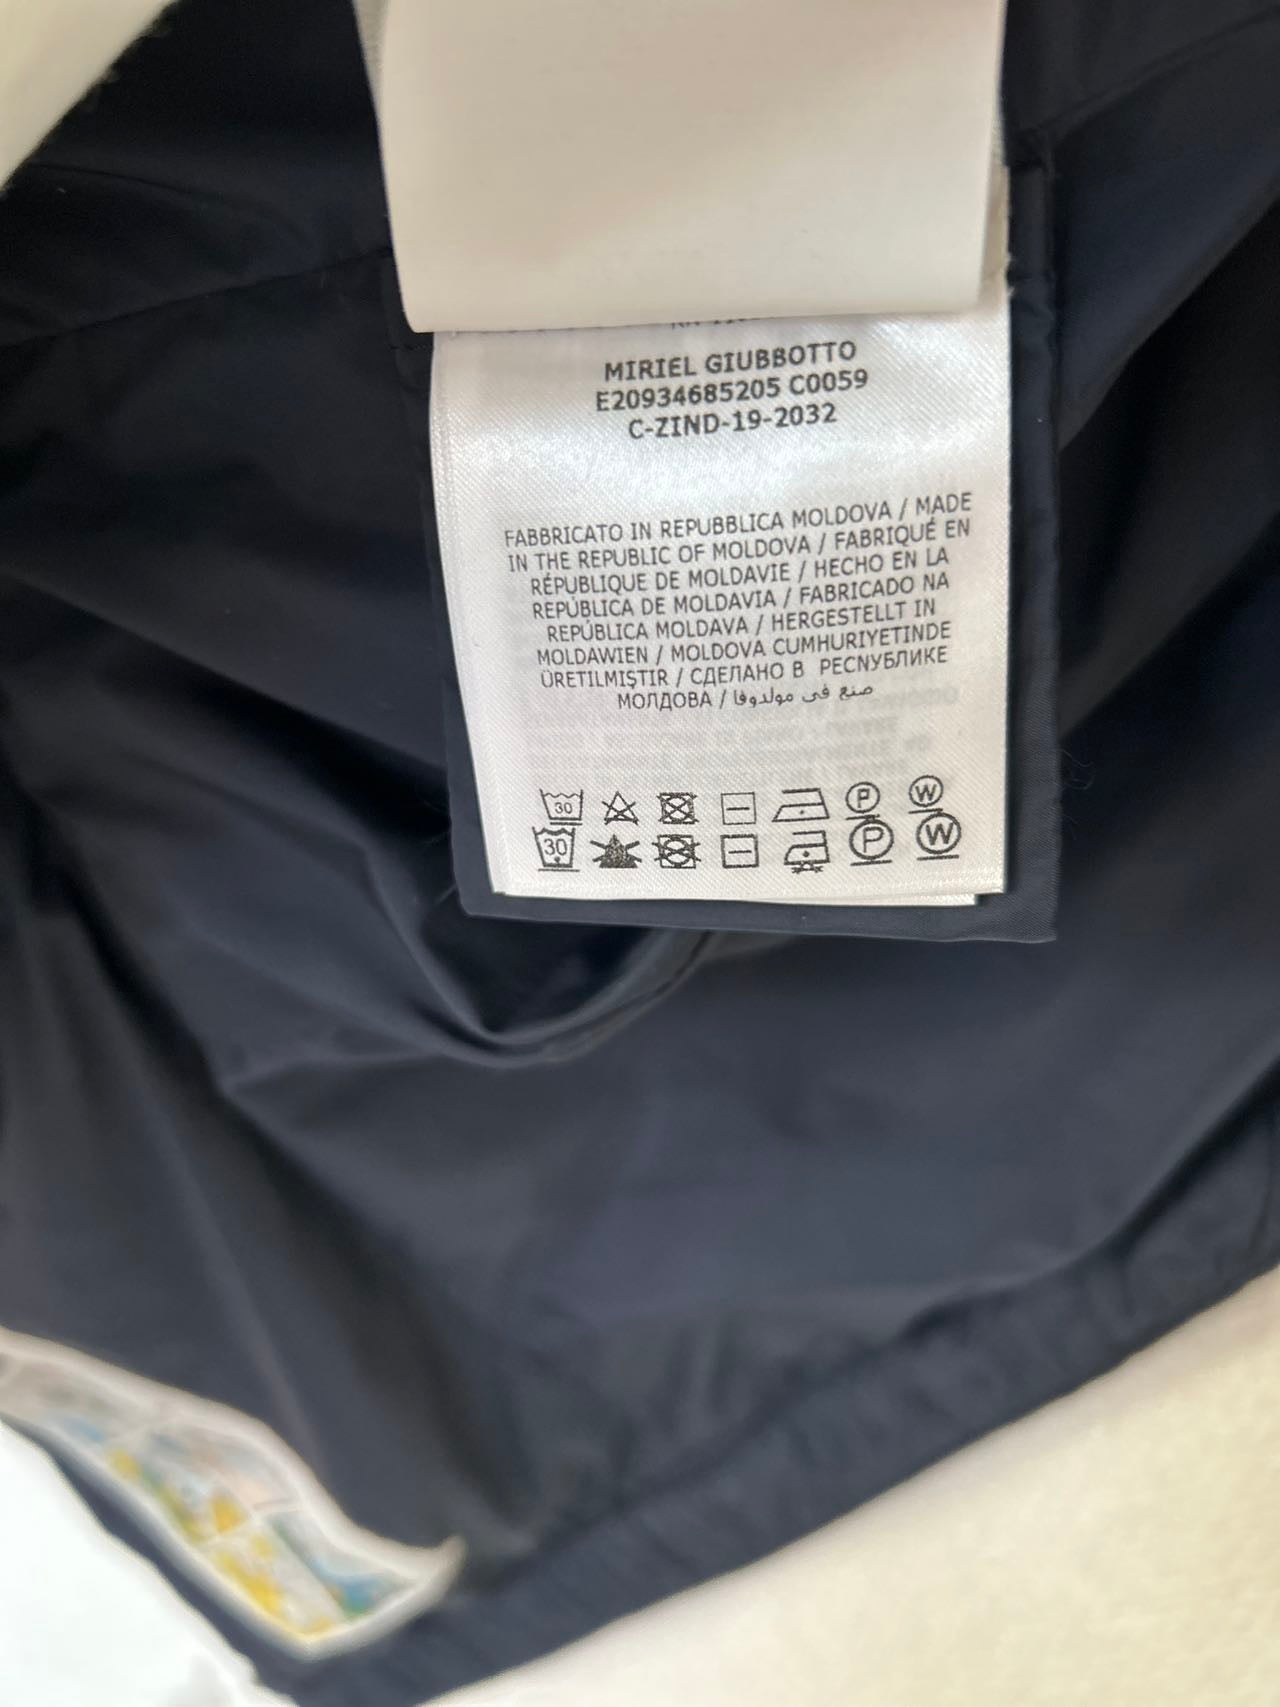 MIRIEL GIUBBOTTO
E20934685205 C0059
C-ZIND-19-2032
FABBRICATO IN REPUBBLICA MOLDOVA / MADE
IN THE REPUBLIC OF MOLDOVA / FABRIQUÉ EN
RÉPUBLIQUE DE MOLDAVIE / HECHO EN LA
REPÚBLICA DE MOLDAVIA / FABRICADO NA
REPÚBLICA MOLDAVA / HERGESTELLT IN
MOLDAWIEN / MOLDOVA CUMHURIYETINDE
ÜRETILMIŞTIR / СДЕЛАНО В РЕСПУБЛИКЕ
МОЛДОВА / صنع فى مولدوفا
30 P W
30 P W